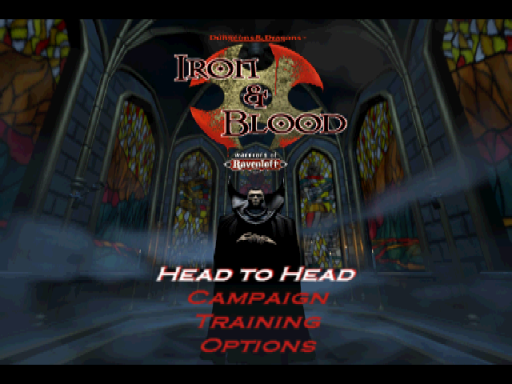 Dungeons & Dragons
IRON
&
BLOOD
WARRIORS OF
Ravenloft
HEAD TO HEAD
CAMPAIGN
TRAINING
OPTIONS